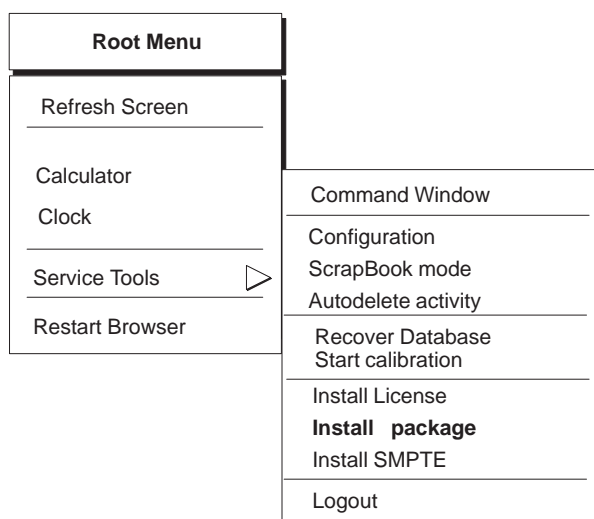 Root Menu
Refresh Screen
Calculator
Clock
Service Tools
Restart Browser
Command Window
Configuration
ScrapBook mode
Autodelete activity
Recover Database
Start calibration
Install License
Install package
Install SMPTE
Logout